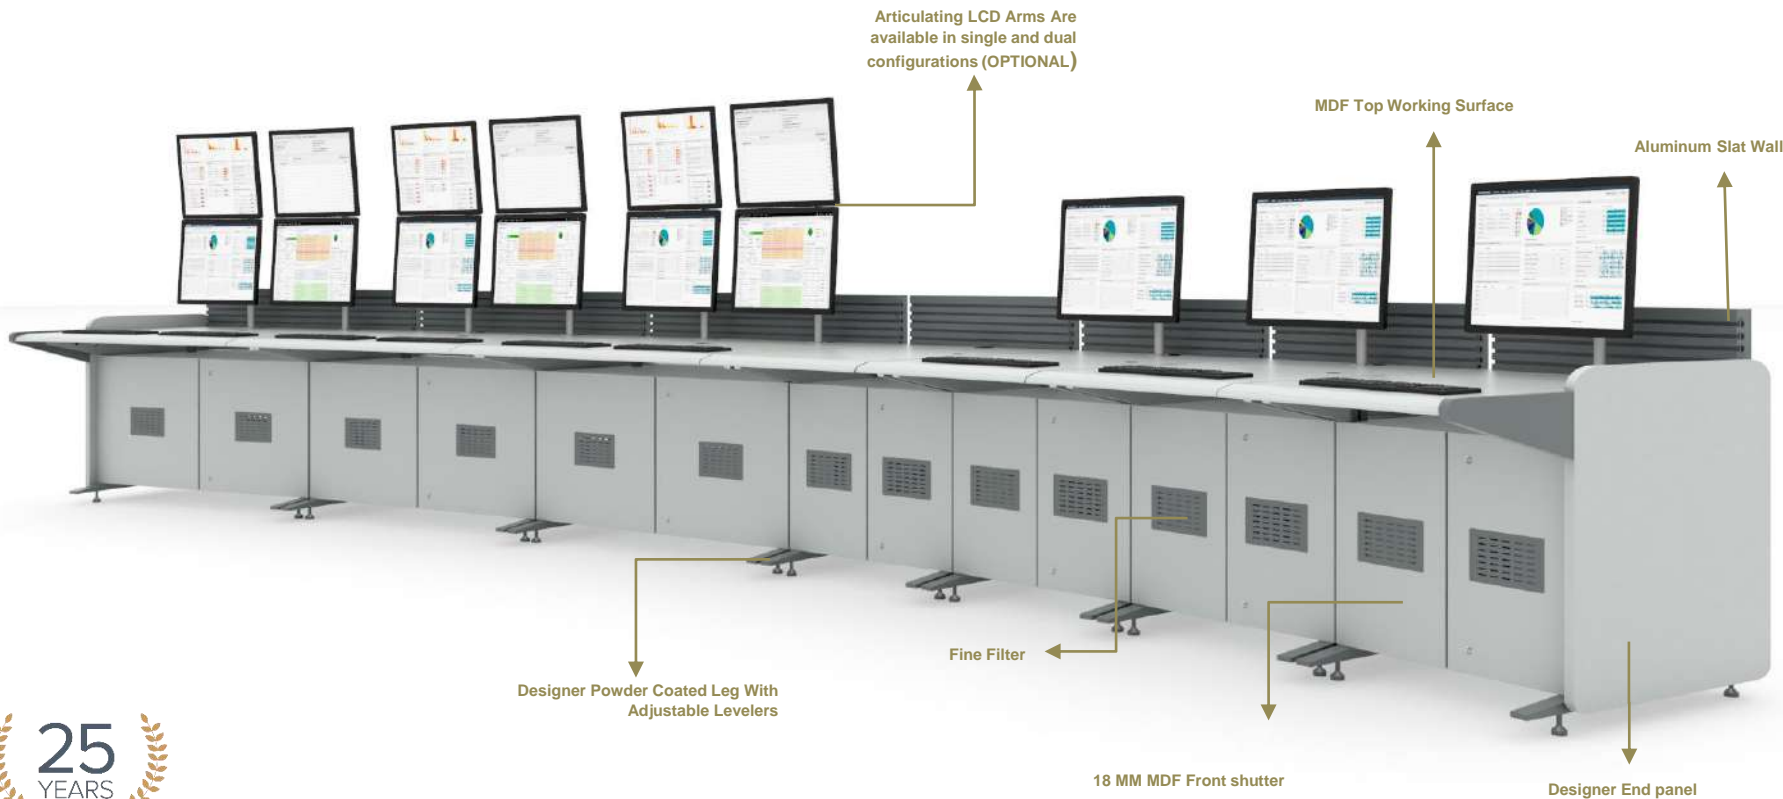 Articulating LCD Arms Are
available in single and dual
configurations (OPTIONAL)
MDF Top Working Surface
Aluminum Slat Wall
Fine Filter
Designer Powder Coated Leg With
Adjustable Levelers
18 MM MDF Front shutter
Designer End panel
25
YEARS